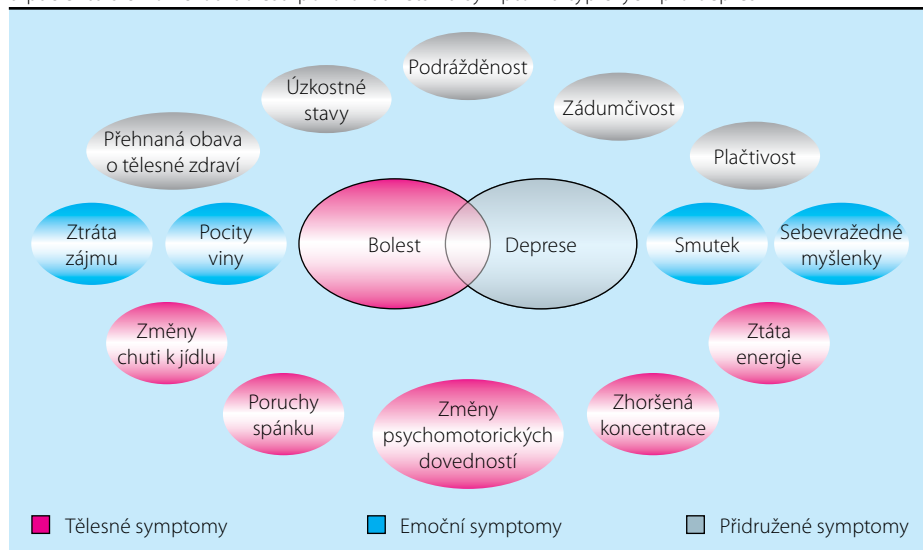 Podrážděnost
Úzkostné
stavy
Zádumčivost
Přehnaná obava
o tělesné zdraví
Plačtivost
Ztráta
zájmu
Pocity
viny
Bolest
Deprese
Smutek
Sebevražedné
myšlenky
Změny
chuti k jídlu
Ztáta
energie
Poruchy
spánku
Změny
psychomotorických
dovedností
Zhoršená
koncentrace
Tělesné symptomy
Emoční symptomy
Přidružené symptomy